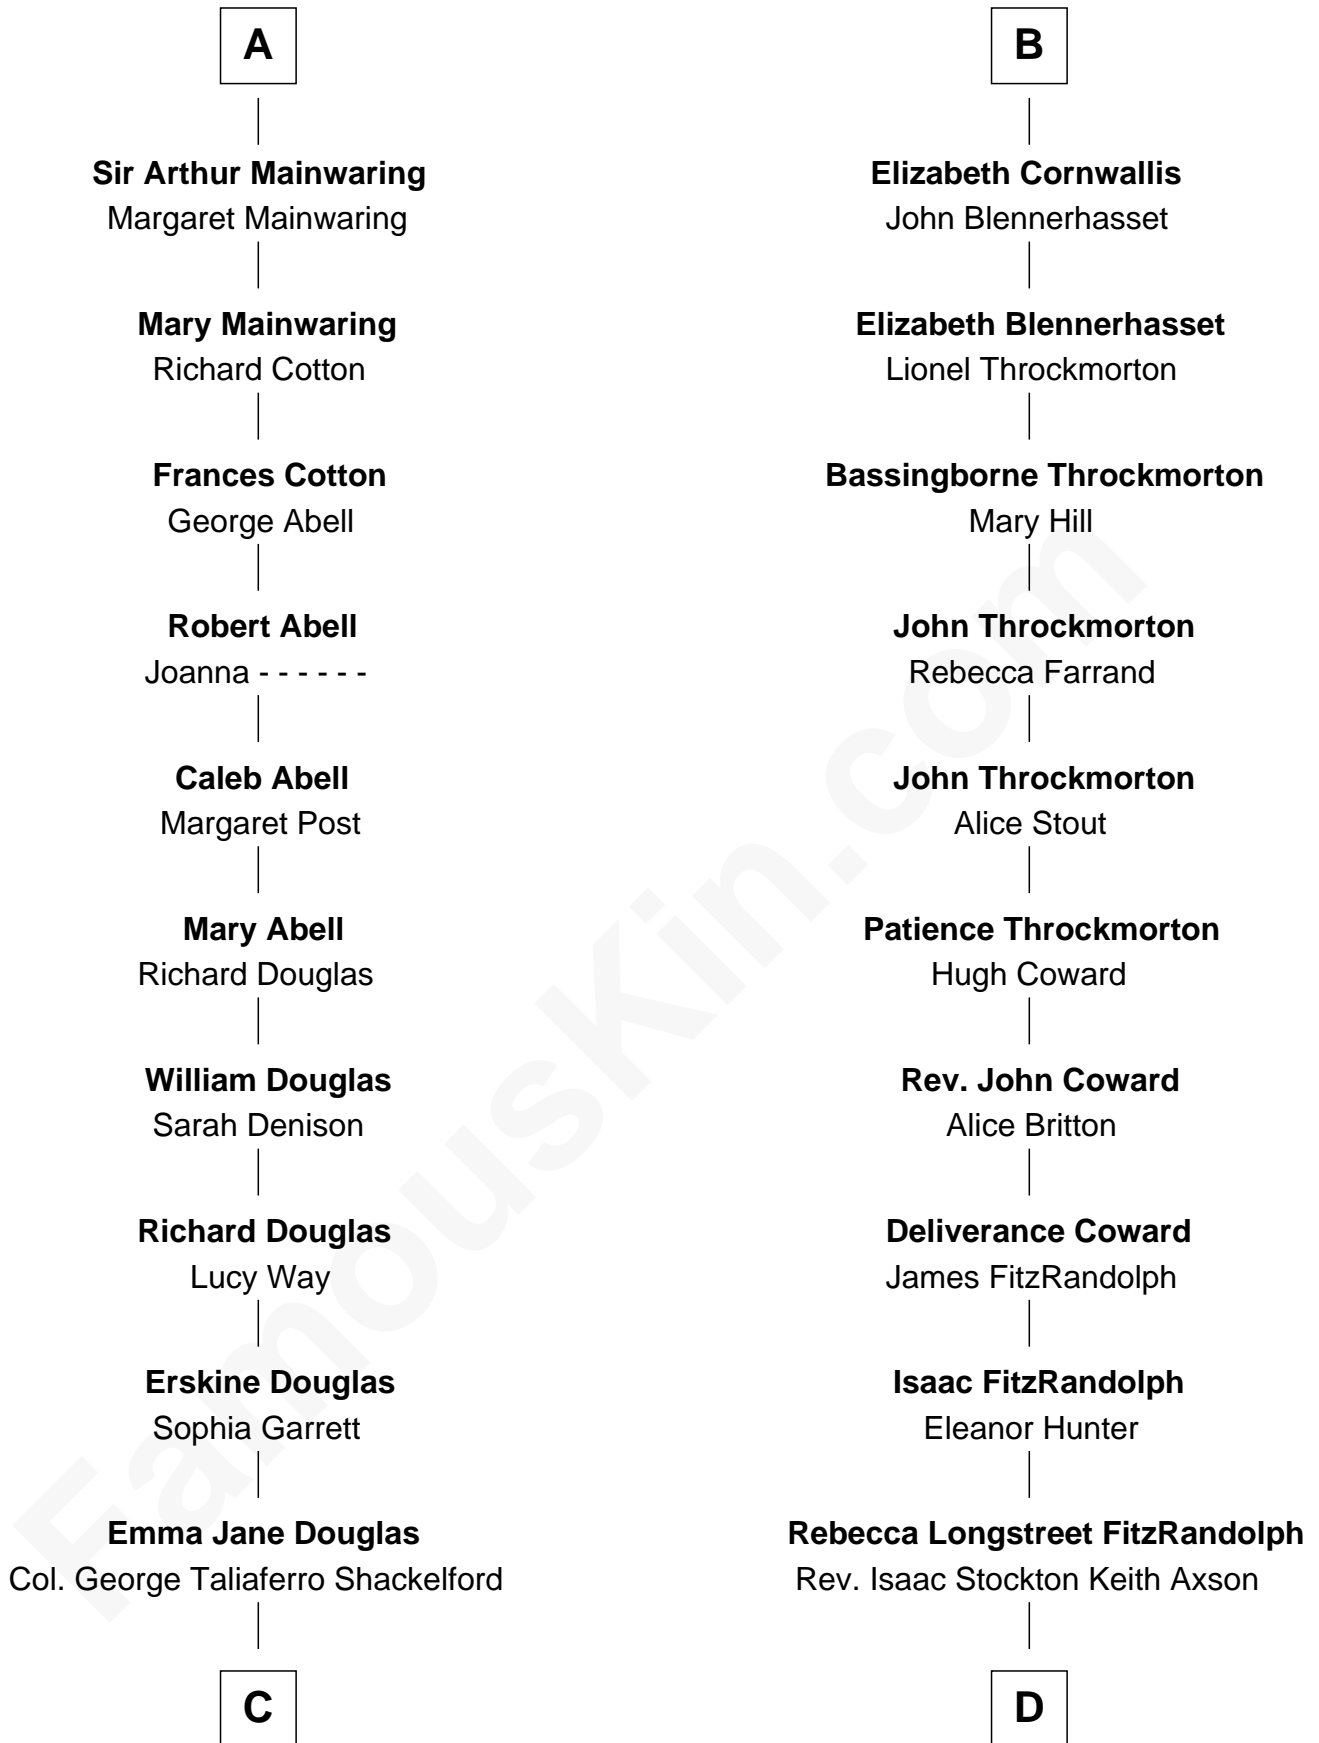 A
Sir Arthur Mainwaring
Margaret Mainwaring
Mary Mainwaring
Richard Cotton
Frances Cotton
George Abell
Robert Abell
Joanna - - - - - -
Caleb Abell
Margaret Post
Mary Abell
Richard Douglas
William Douglas
Sarah Denison
Richard Douglas
Lucy Way
Erskine Douglas
Sophia Garrett
Emma Jane Douglas
Col. George Taliaferro Shackelford
C
B
Elizabeth Cornwallis
John Blennerhasset
Elizabeth Blennerhasset
Lionel Throckmorton
Bassingborne Throckmorton
Mary Hill
John Throckmorton
Rebecca Farrand
John Throckmorton
Alice Stout
Patience Throckmorton
Hugh Coward
Rev. John Coward
Alice Britton
Deliverance Coward
James FitzRandolph
Isaac FitzRandolph
Eleanor Hunter
Rebecca Longstreet FitzRandolph
Rev. Isaac Stockton Keith Axson
D
FamousKin.com